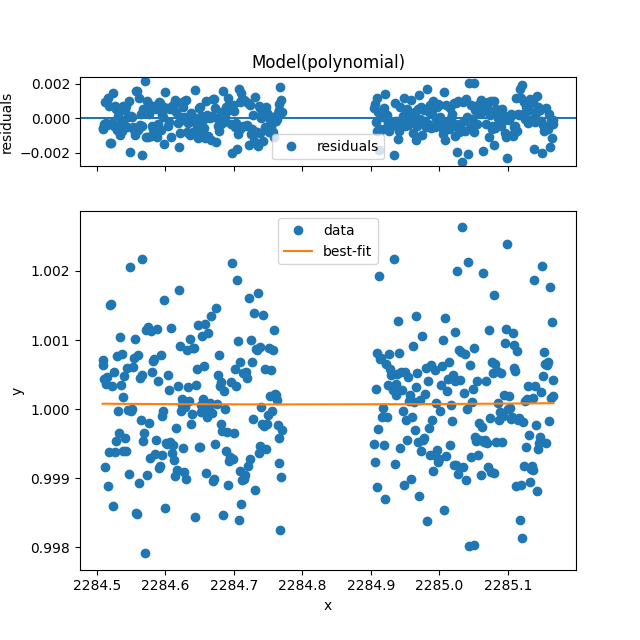 Model(polynomial)
0.002
0.000
−0.002
residuals
residuals
data
best-fit
1.002
1.001
1.000
0.999
0.998
y
2284.5 2284.6 2284.7 2284.8 2284.9 2285.0 2285.1
x